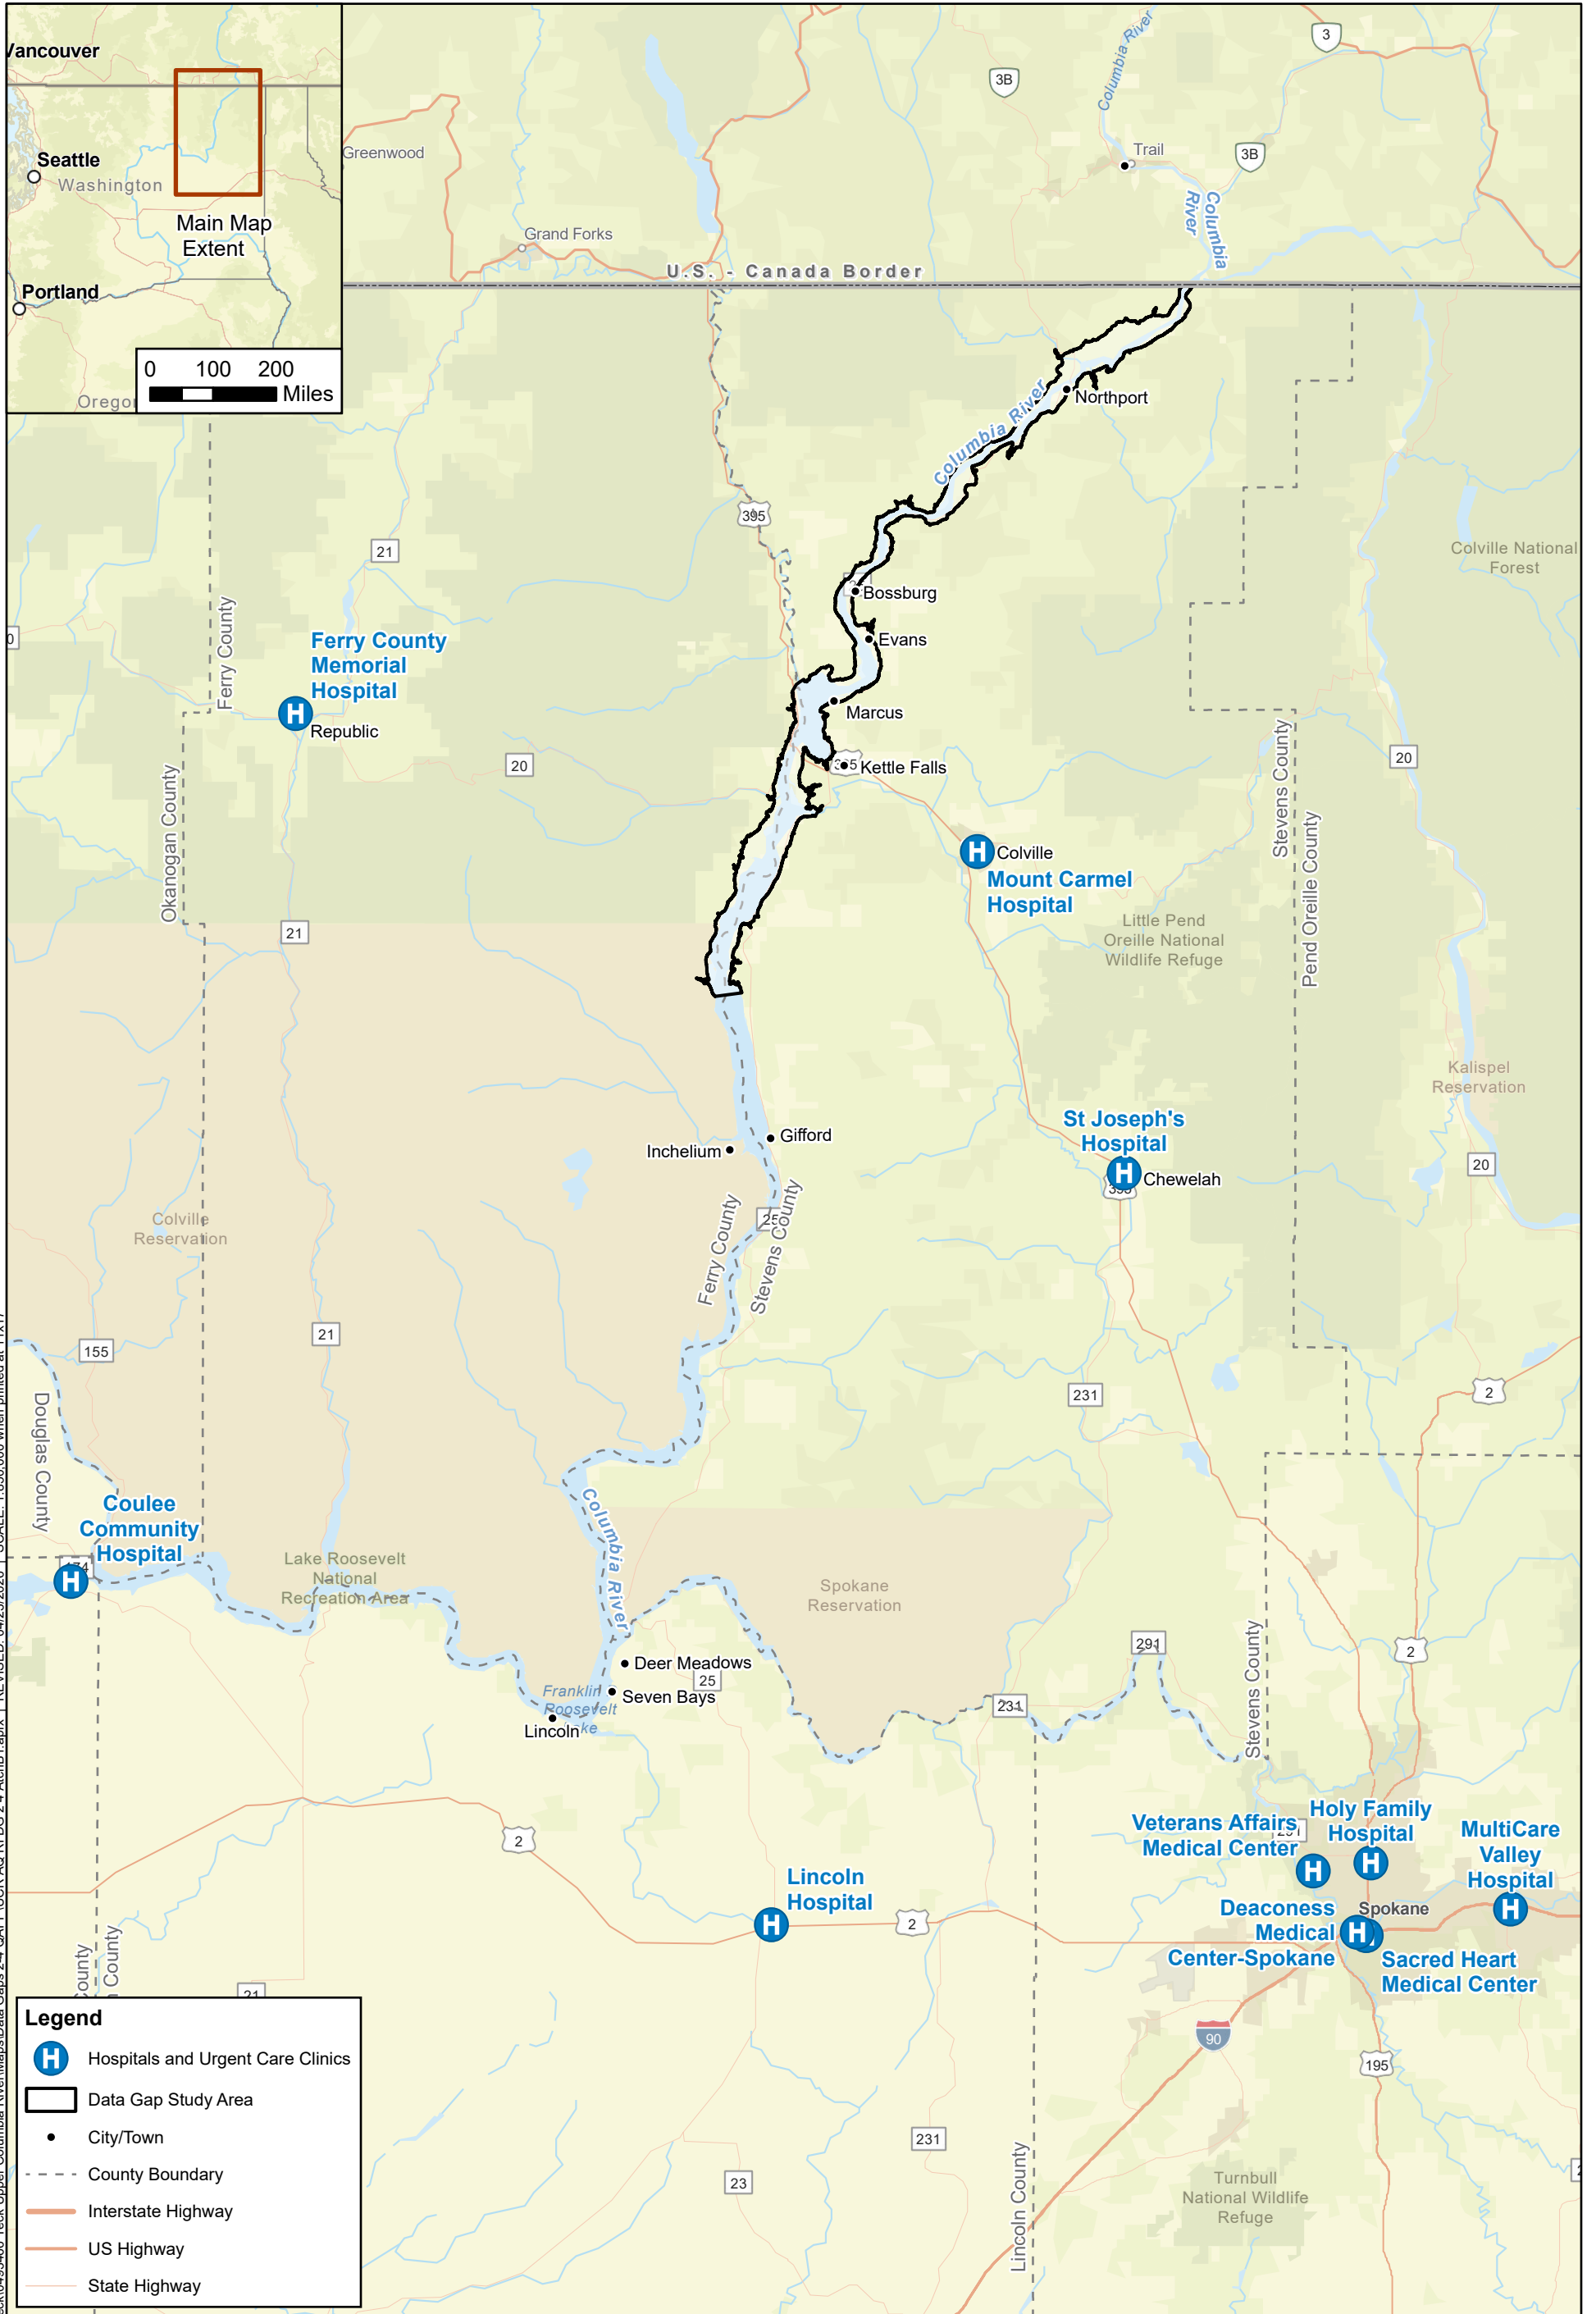 Vancouver
Seattle
Washington
Main Map
Extent
Portland
0 100 200
Miles
Greenwood
Grand Forks
3B
3
Columbia River
Trail
3B
Columbia
River
U.S. - Canada Border
Northport
Columbia River
395
21
Colville National
Forest
Bossburg
Evans
Ferry County
Ferry County
Memorial
Hospital
H
Republic
Marcus
20
Kettle Falls
Stevens County
20
Okanogan County
H
Colville
Mount Carmel
Hospital
Pend Oreille County
Little Pend
Oreille National
Wildlife Refuge
21
Kalispel
Reservation
St Joseph's
Hospital
H
Chewelah
Gifford
Inchelium
20
Colville
Reservation
25
Ferry County
Stevens County
21
155
231
2
Douglas County
Coulee
Community
Hospital
H
Columbia River
Lake Roosevelt
National
Recreation Area
Spokane
Reservation
291
2
Stevens County
Deer Meadows
25
Seven Bays
Franklin
Roosevelt
Lincoln
231
2
Veterans Affairs
Medical Center
H
Holy Family
Hospital
H
MultiCare
Valley
Hospital
H
Lincoln
Hospital
H
2
Deaconess
Medical
Center-Spokane
H
Spokane
Sacred Heart
Medical Center
County
County
21
90
195
231
23
Lincoln County
Turnbull
National Wildlife
Refuge
Legend
H Hospitals and Urgent Care Clinics
Data Gap Study Area
City/Town
County Boundary
Interstate Highway
US Highway
State Highway